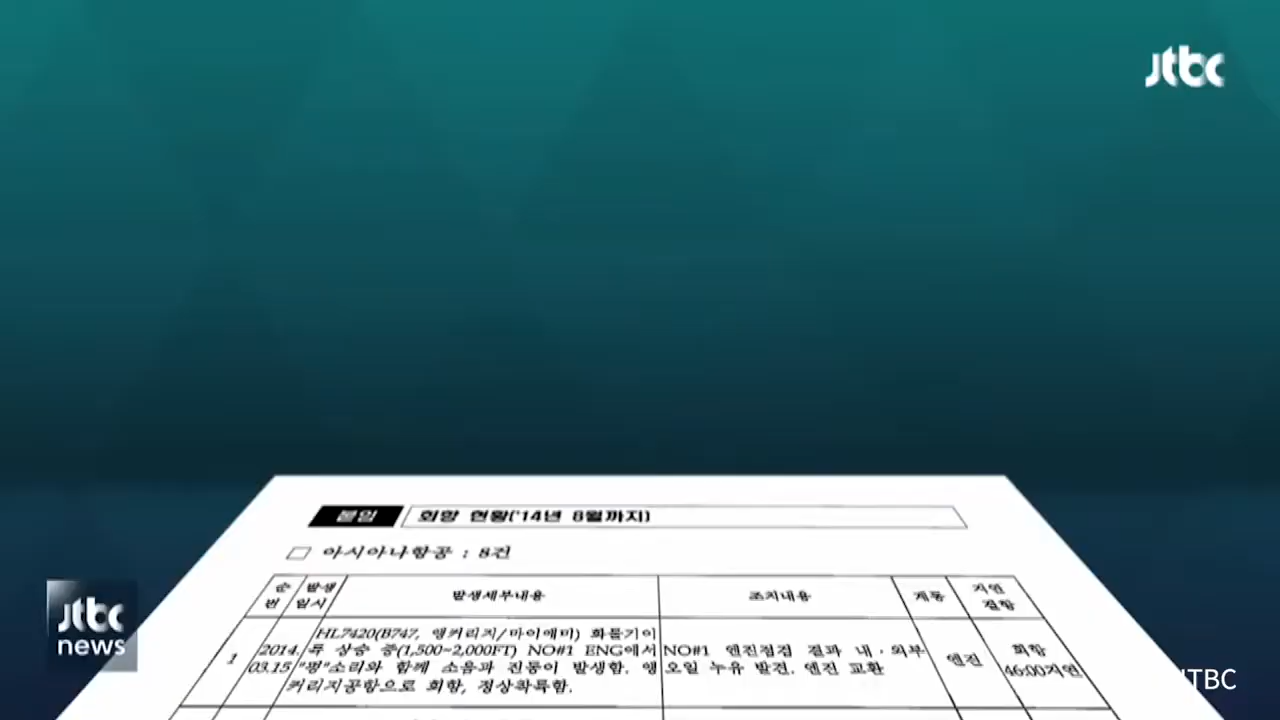 jtbc
붙임 회항 현황('14년 8월까지)
□ 아시아나항공 : 8건
순번 발생일시 발생세부내용 조치내용 계통 지연결항
1 2014.03.15 HL7420(B747, 앵커리지/마이애미) 화물기이
륙 상승 중(1,500~2,000FT) NO#1 ENG에서
"펑"소리와 함께 소음과 진동이 발생함. 앵
커리지공항으로 회항, 정상착륙함.
NO#1 엔진점검 결과 내·외부
오일 누유 발견. 엔진 교환
엔진
회항
46:00지연
jtbc
news
JTBC